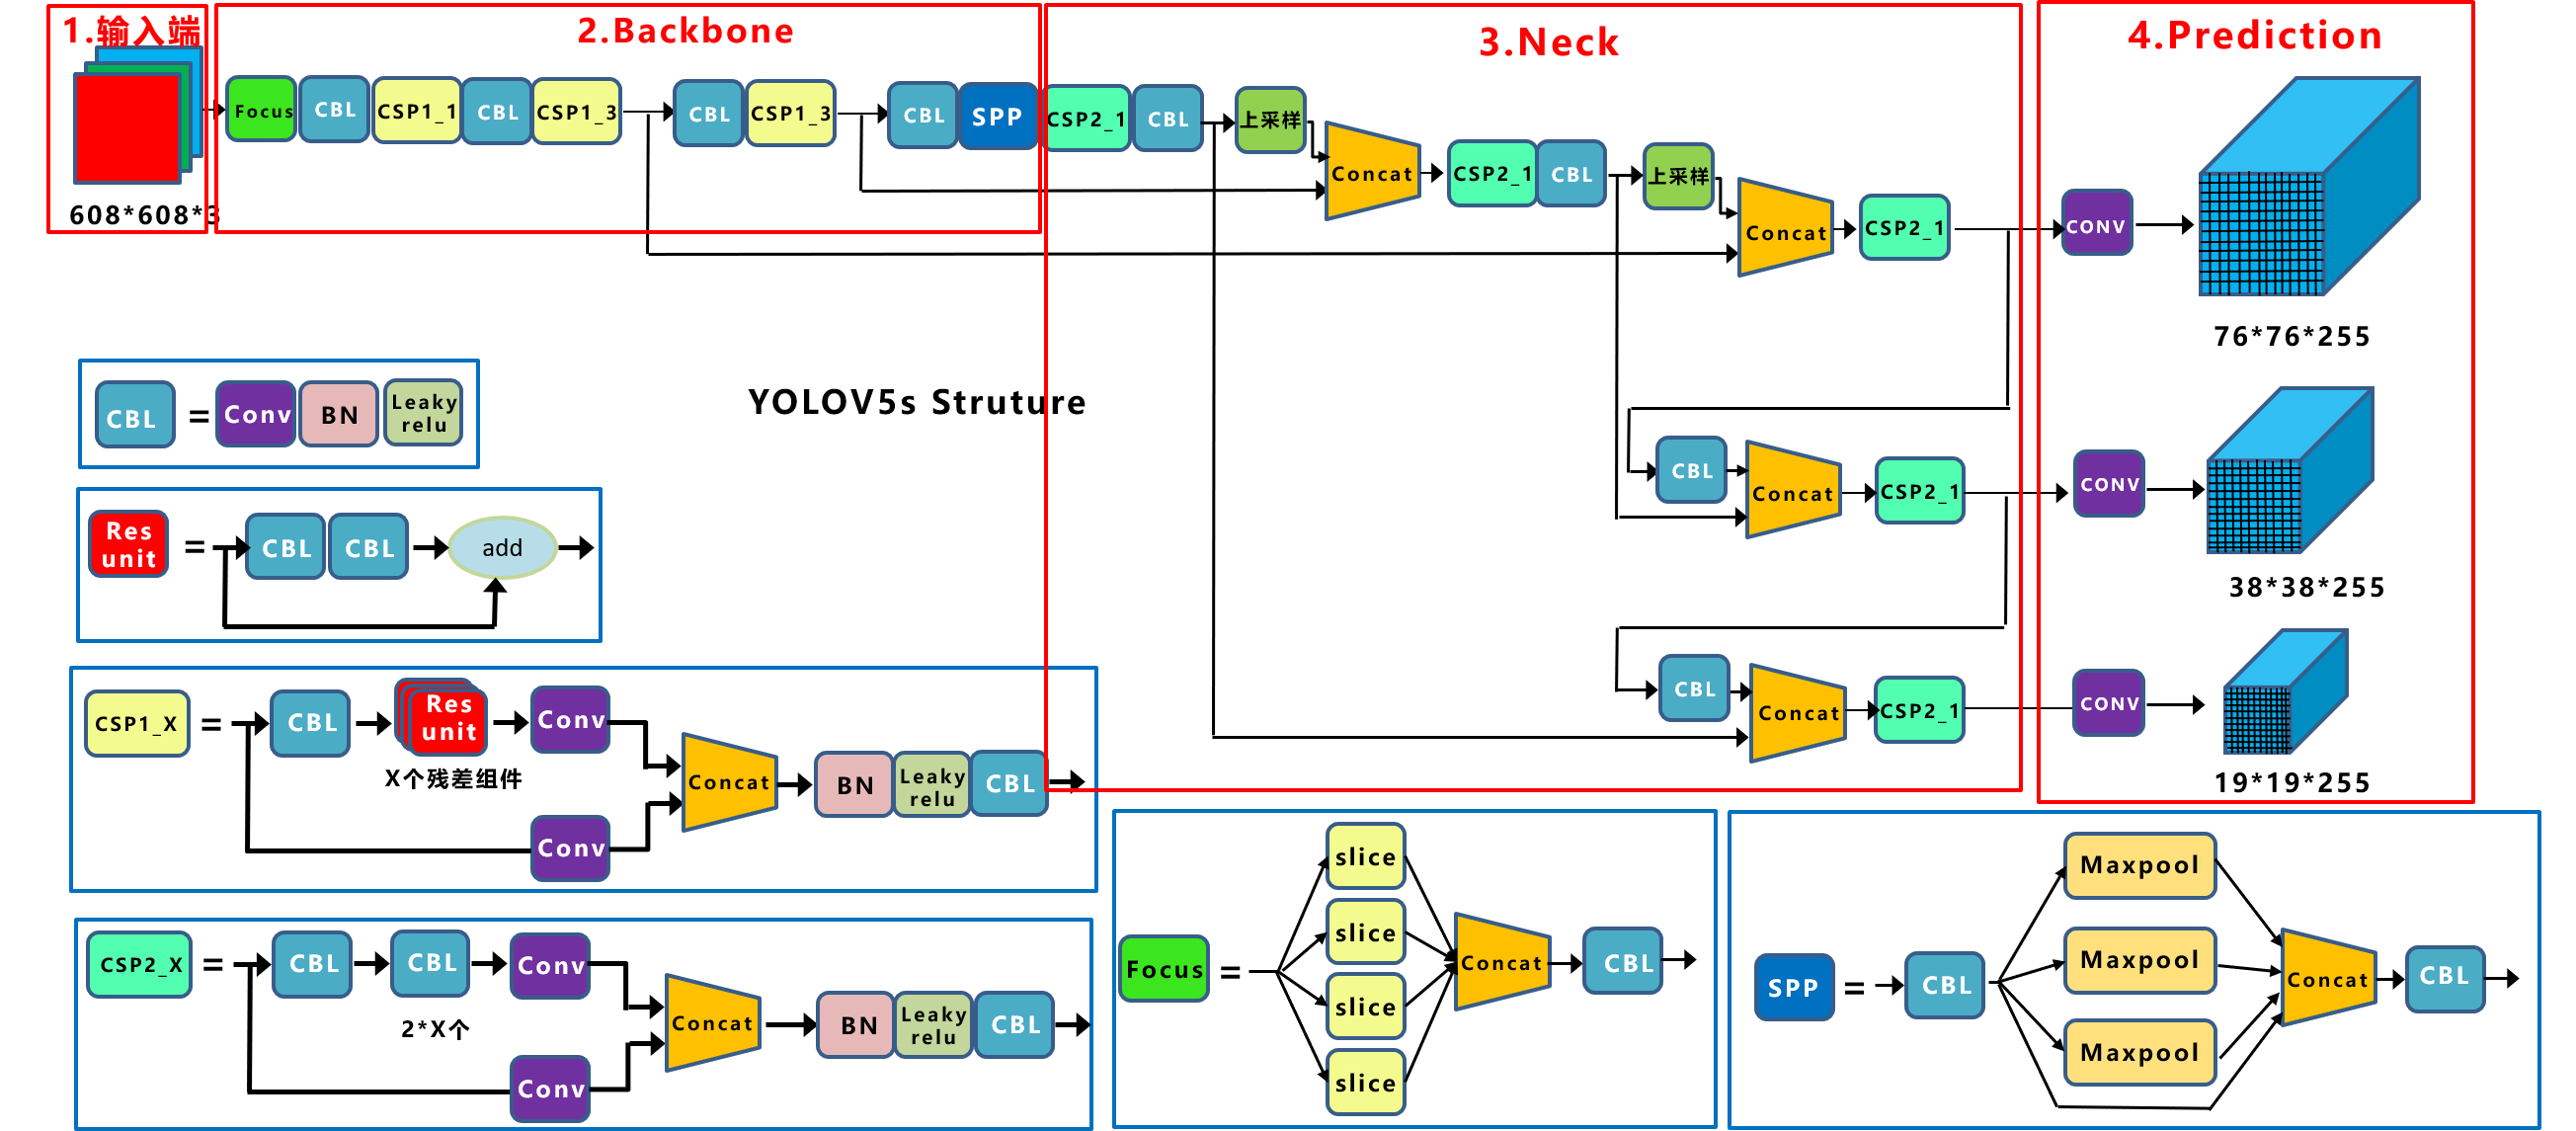 1.输入端
2.Backbone
3.Neck
4.Prediction
Focus
CBL
CSP1_1
CBL
CSP1_3
CBL
CSP1_3
CBL
SPP
CSP2_1
CBL
上采样
Concat
CSP2_1
CBL
上采样
Concat
CSP2_1
CONV
608*608*3
76*76*255
CBL
=
Conv
BN
Leaky
relu
YOLOV5s Struture
CBL
Concat
CSP2_1
CONV
38*38*255
Res
unit
=
CBL
CBL
add
CBL
Concat
CSP2_1
CONV
19*19*255
CSP1_X
=
CBL
Res
unit
Conv
X个残差组件
Concat
BN
Leaky
relu
CBL
Conv
CSP2_X
=
CBL
CBL
Conv
2*X个
Concat
BN
Leaky
relu
CBL
Conv
Focus
=
slice
slice
slice
slice
Concat
CBL
SPP
=
CBL
Maxpool
Maxpool
Maxpool
Concat
CBL